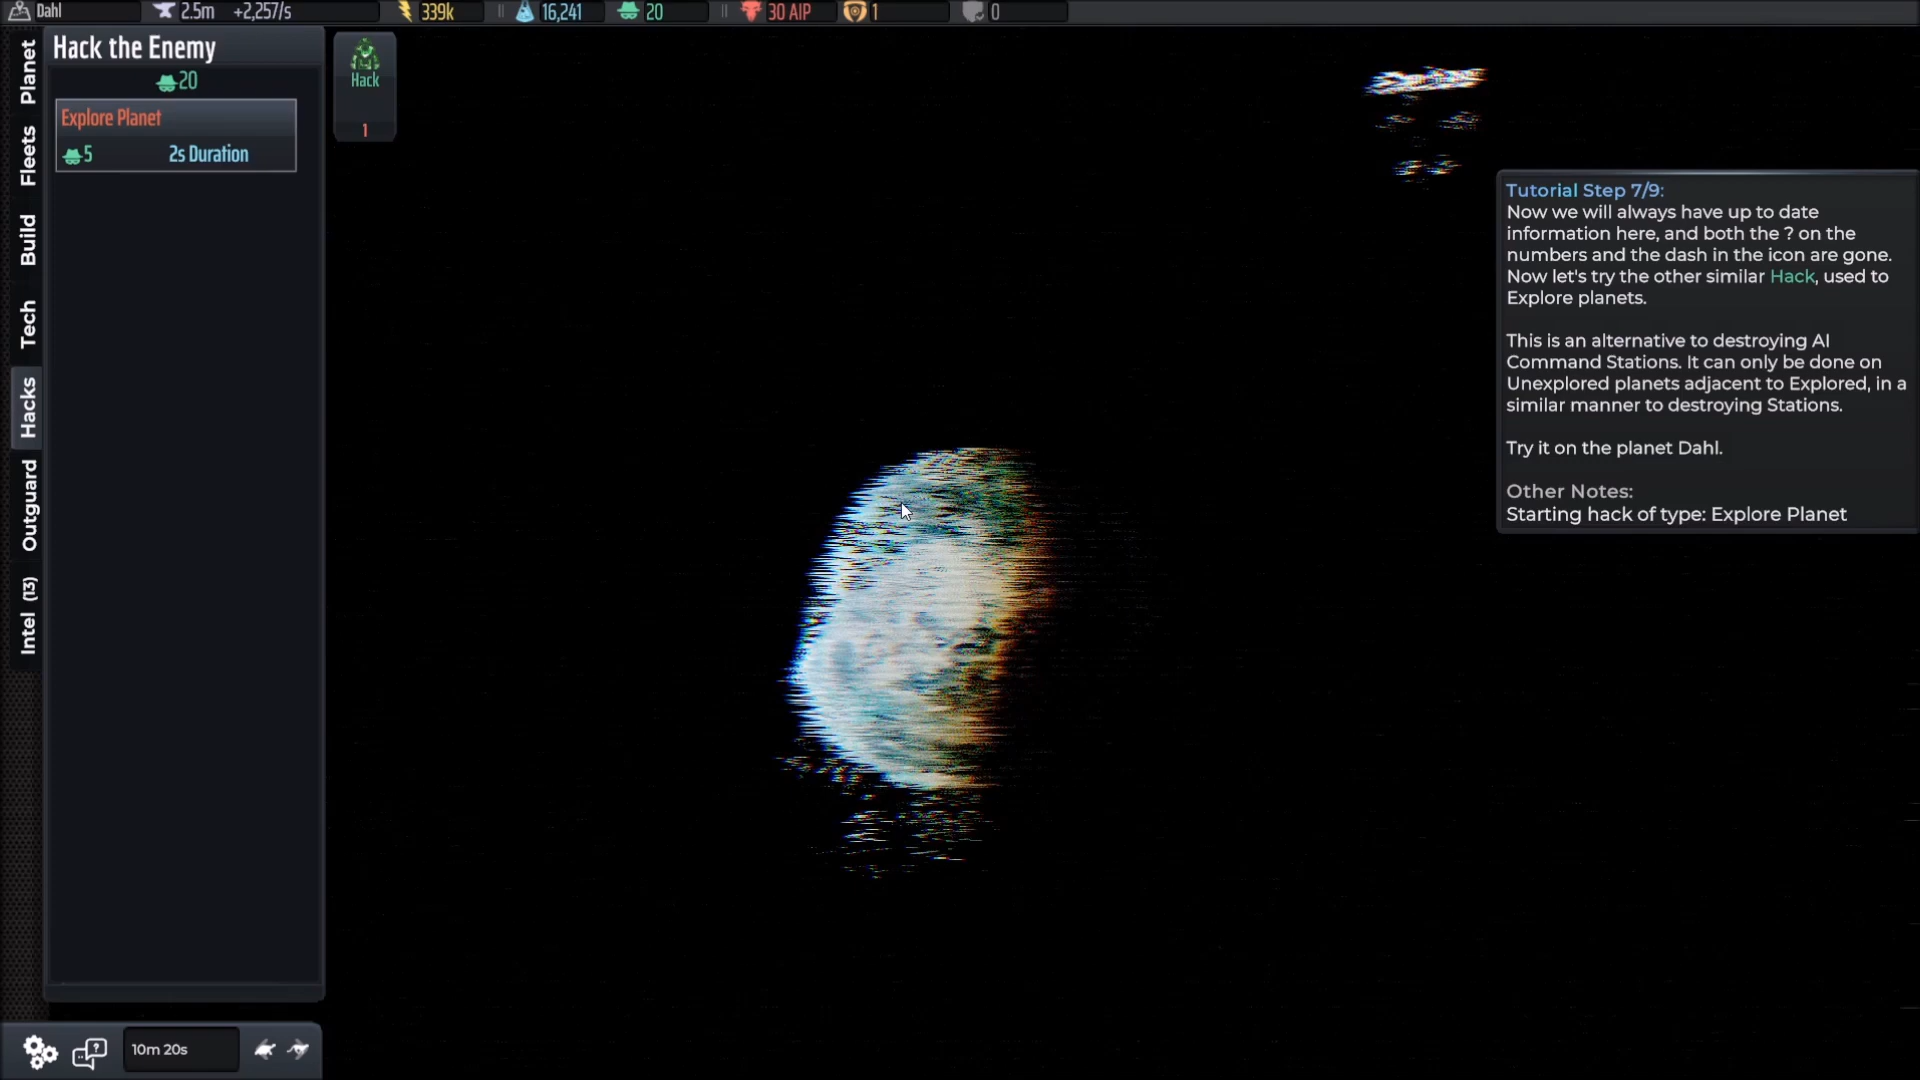 Dahl 2.5m +2,257/s 339k 16,241 20 30 AIP 1 0
Hack the Enemy
20
Explore Planet
5 2s Duration
Hack
1
Planet
Fleets
Build
Tech
Hacks
Outguard
Intel (13)
Tutorial Step 7/9:
Now we will always have up to date
information here, and both the ? on the
numbers and the dash in the icon are gone.
Now let's try the other similar Hack, used to
Explore planets.
This is an alternative to destroying AI
Command Stations. It can only be done on
Unexplored planets adjacent to Explored, in a
similar manner to destroying Stations.
Try it on the planet Dahl.
Other Notes:
Starting hack of type: Explore Planet
10m 20s